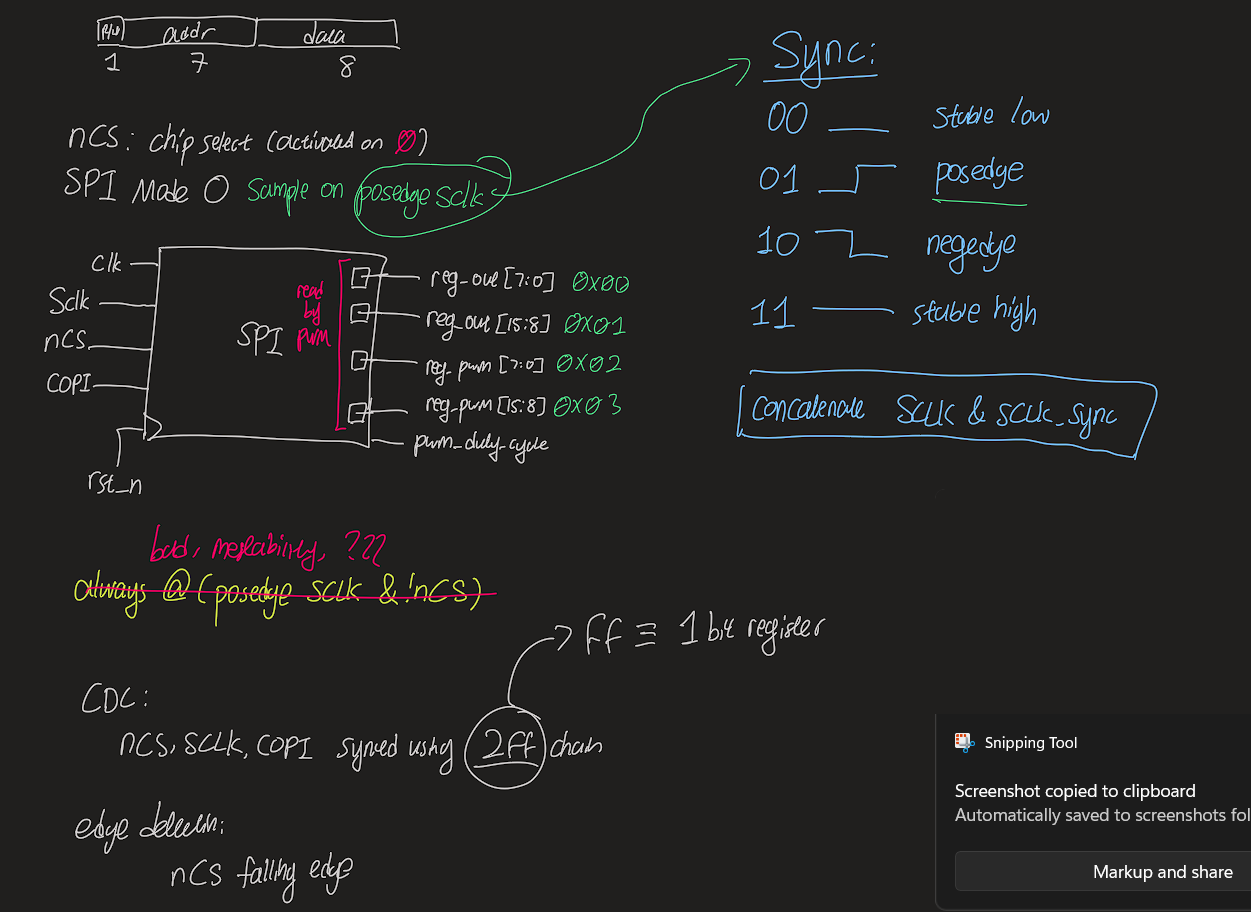 R/W addr data
1 7 8
nCS: chip select (activated on 0)
SPI Mode 0 Sample on posedge sclk
clk
Sclk
nCS
COPI
rst_n
SPI
read
by
pwm
reg_out [7:0] 0x00
reg_out [15:8] 0x01
reg_pwm [7:0] 0x02
reg_pwm [15:8] 0x03
pwm_duty_cycle
bad, metability, ???
always @ (posedge SCLK & !nCS)
CDC:
nCS, SCLK, COPI synced using 2FF chain
ff ≡ 1 bit register
edge detection:
nCS falling edge
Sync:
00 stable low
01 posedge
10 negedge
11 stable high
Concatenate SCLK & SCLK_sync
Snipping Tool
Screenshot copied to clipboard
Automatically saved to screenshots fol
Markup and share